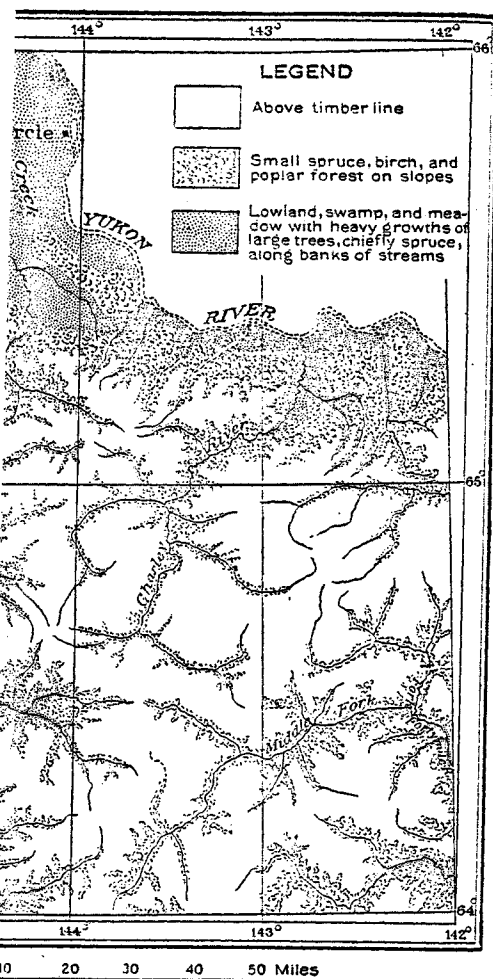 144° 143° 142°
66°
LEGEND
Above timber line
Small spruce, birch, and
poplar forest on slopes
Lowland, swamp, and mea-
dow with heavy growths of
large trees, chiefly spruce,
along banks of streams
rcle
Creek
YUKON
RIVER
River
65°
Charley
Middle Fork
64°
144° 143° 142°
10 20 30 40 50 Miles